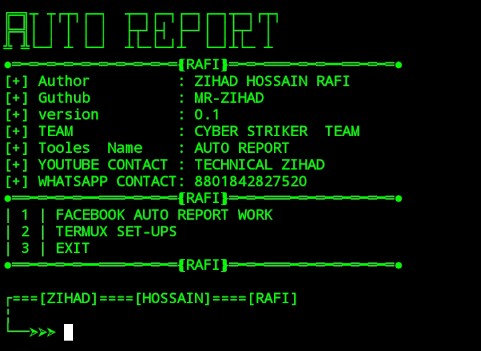 AUTO REPORT
[RAFI]
[+] Author : ZIHAD HOSSAIN RAFI
[+] Guthub : MR-ZIHAD
[+] version : 0.1
[+] TEAM : CYBER STRIKER TEAM
[+] Tooles Name : AUTO REPORT
[+] YOUTUBE CONTACT : TECHNICAL ZIHAD
[+] WHATSAPP CONTACT: 8801842827520
[RAFI]
| 1 | FACEBOOK AUTO REPORT WORK
| 2 | TERMUX SET-UPS
| 3 | EXIT
[RAFI]
===[ZIHAD]====[HOSSAIN]====[RAFI]
>>>